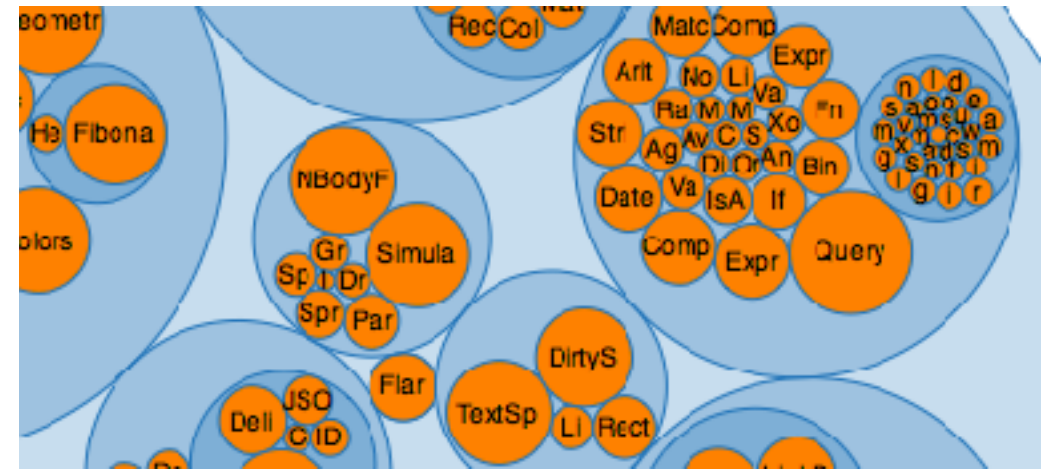 eometr
Rec
Col
Matc
Comp
Expr
Arit
No
Li
Va
Fn
Str
Ra
M
M
Xo
Ag
Av
C
S
Di
Or
An
Bin
Date
Va
IsA
If
Comp
Expr
Query
n
l
d
s
a
o
o
e
m
v
m
s
u
a
x
c
w
g
s
a
d
s
m
n
f
i
l
g
i
r
He
Fibona
olors
NBodyF
Gr
Simula
Sp
I
Dr
Spr
Par
Flar
DirtyS
TextSp
Li
Rect
JSO
Deli
C
ID